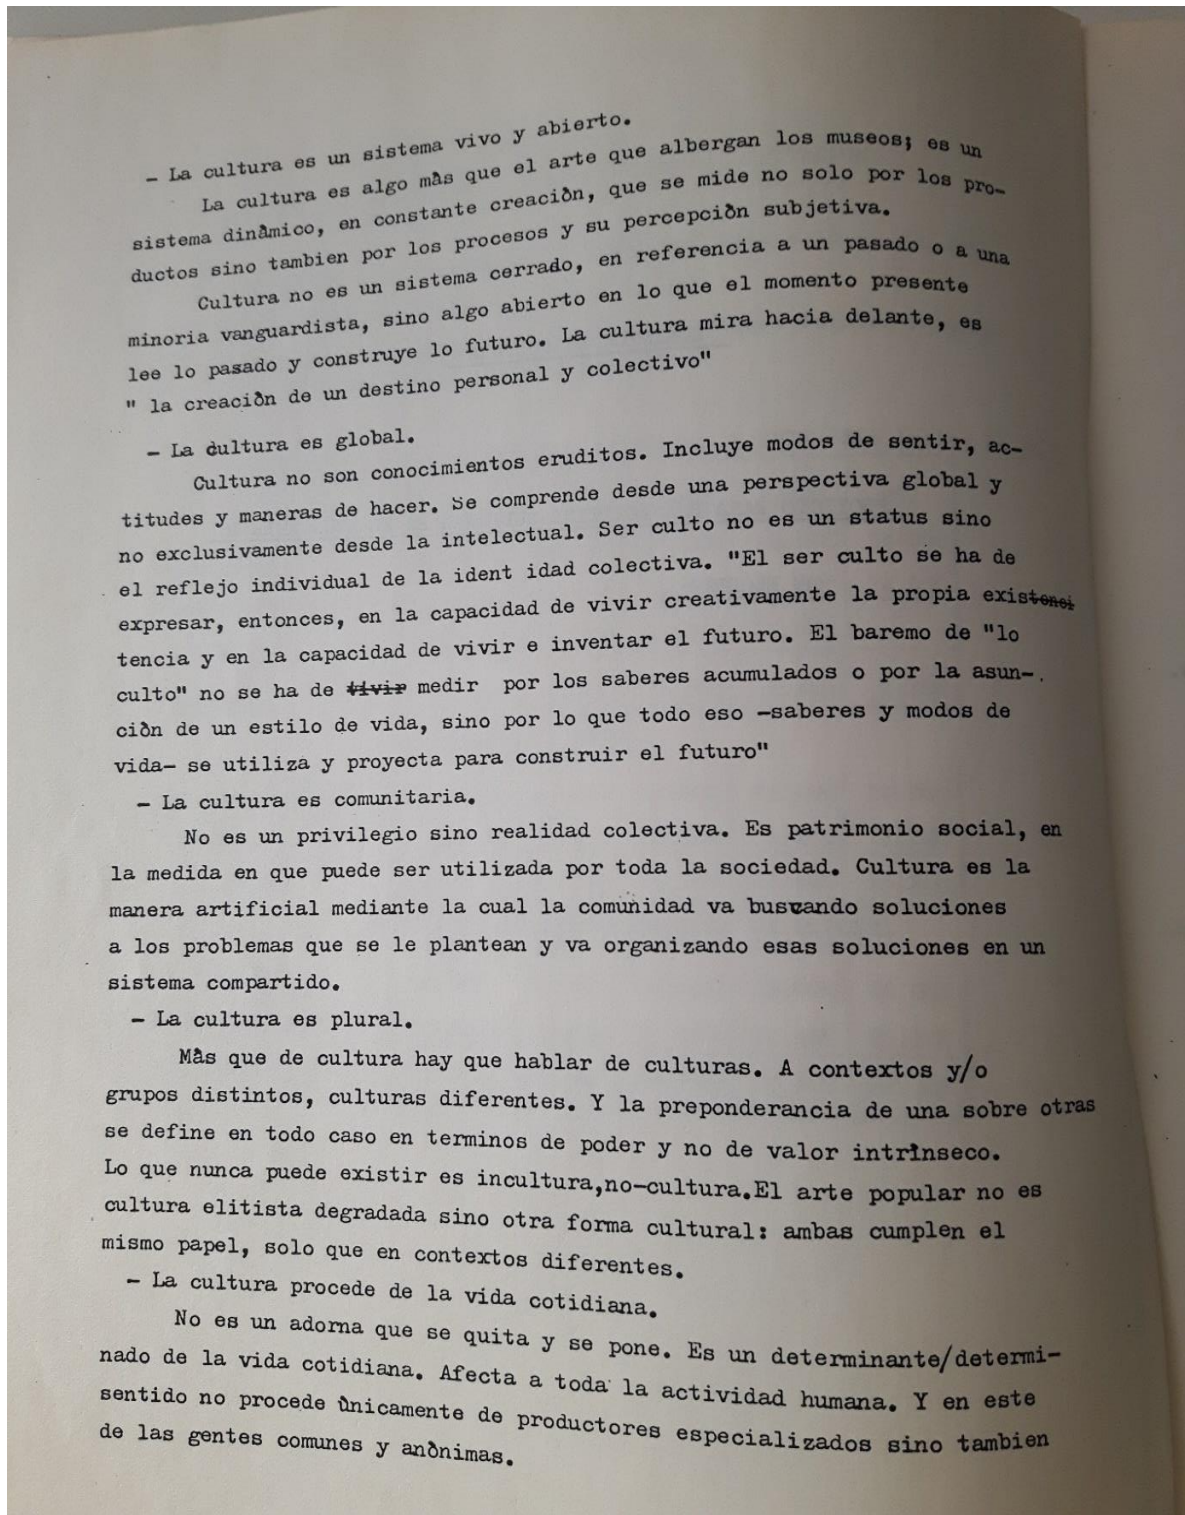 - La cultura es un sistema vivo y abierto.
La cultura es algo màs que el arte que albergan los museos; es un
sistema dinàmico, en constante creaciòn, que se mide no solo por los pro-
ductos sino tambien por los procesos y su percepciòn subjetiva.
Cultura no es un sistema cerrado, en referencia a un pasado o a una
minoria vanguardista, sino algo abierto en lo que el momento presente
lee lo pasado y construye lo futuro. La cultura mira hacia delante, es
" la creaciòn de un destino personal y colectivo"
- La cultura es global.
Cultura no son conocimientos eruditos. Incluye modos de sentir, ac-
titudes y maneras de hacer. Se comprende desde una perspectiva global y
no exclusivamente desde la intelectual. Ser culto no es un status sino
el reflejo individual de la ident idad colectiva. "El ser culto se ha de
expresar, entonces, en la capacidad de vivir creativamente la propia existenci
tencia y en la capacidad de vivir e inventar el futuro. El baremo de "lo
culto" no se ha de vivir medir por los saberes acumulados o por la asun-
ciòn de un estilo de vida, sino por lo que todo eso -saberes y modos de
vida- se utiliza y proyecta para construir el futuro"
- La cultura es comunitaria.
No es un privilegio sino realidad colectiva. Es patrimonio social, en
la medida en que puede ser utilizada por toda la sociedad. Cultura es la
manera artificial mediante la cual la comunidad va buscando soluciones
a los problemas que se le plantean y va organizando esas soluciones en un
sistema compartido.
- La cultura es plural.
Màs que de cultura hay que hablar de culturas. A contextos y/o
grupos distintos, culturas diferentes. Y la preponderancia de una sobre otras
se define en todo caso en terminos de poder y no de valor intrìnseco.
Lo que nunca puede existir es incultura,no-cultura.El arte popular no es
cultura elitista degradada sino otra forma cultural: ambas cumplen el
mismo papel, solo que en contextos diferentes.
- La cultura procede de la vida cotidiana.
No es un adorna que se quita y se pone. Es un determinante/determi-
nado de la vida cotidiana. Afecta a toda la actividad humana. Y en este
sentido no procede ùnicamente de productores especializados sino tambien
de las gentes comunes y anònimas.